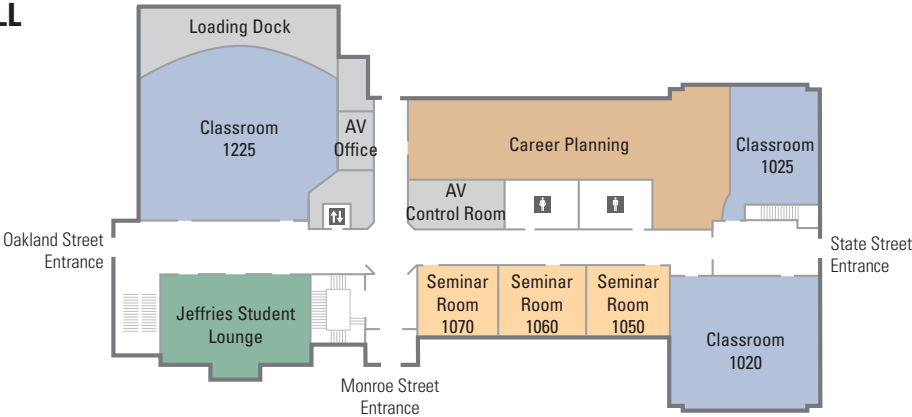 LL
Loading Dock
Classroom
1225
AV
Office
Career Planning
Classroom
1025
AV
Control Room
Oakland Street
Entrance
State Street
Entrance
Jeffries Student
Lounge
Seminar
Room
1070
Seminar
Room
1060
Seminar
Room
1050
Classroom
1020
Monroe Street
Entrance